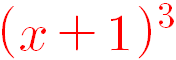 (x + 1)³